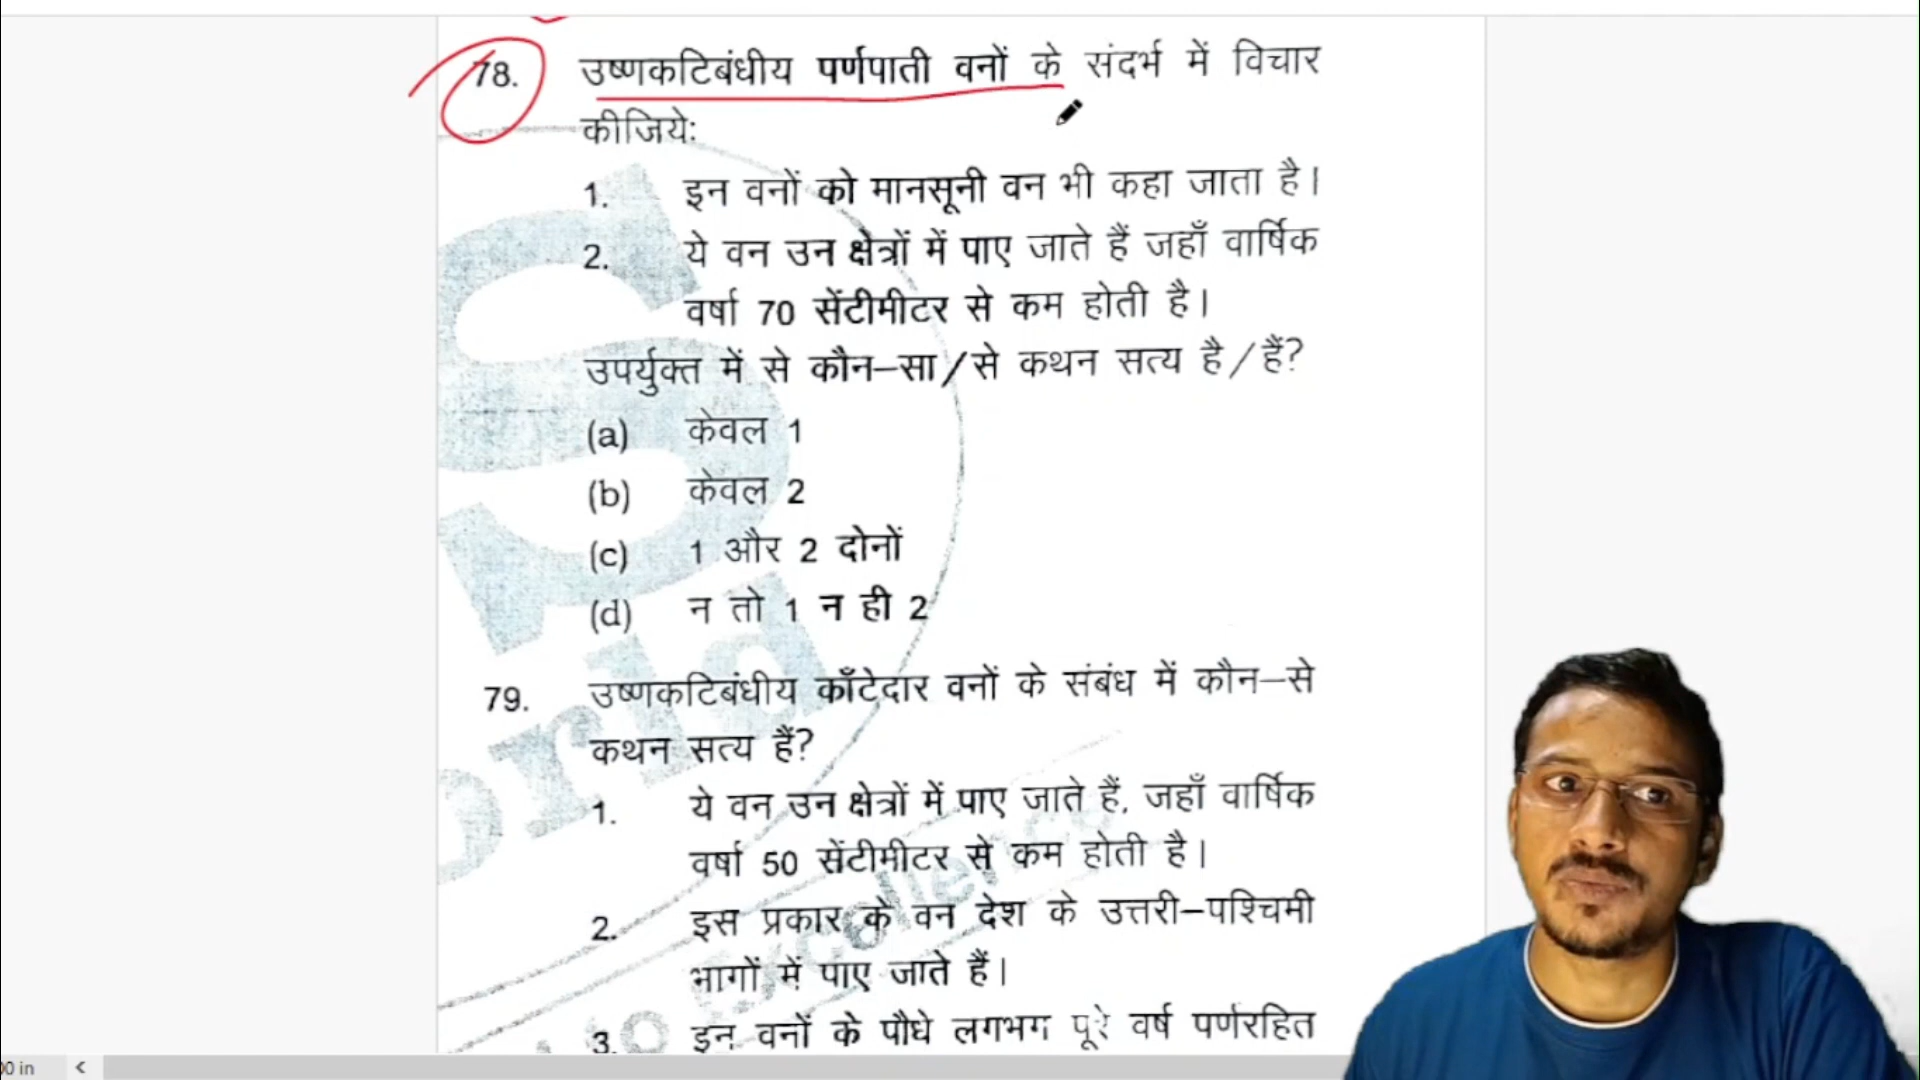 78. उष्णकटिबंधीय पर्णपाती वनों के संदर्भ में विचार
कीजिये:
1. इन वनों को मानसूनी वन भी कहा जाता है।
2. ये वन उन क्षेत्रों में पाए जाते हैं जहाँ वार्षिक
वर्षा 70 सेंटीमीटर से कम होती है।
उपर्युक्त में से कौन–सा/से कथन सत्य है/हैं?
(a) केवल 1
(b) केवल 2
(c) 1 और 2 दोनों
(d) न तो 1 न ही 2
79. उष्णकटिबंधीय काँटेदार वनों के संबंध में कौन–से
कथन सत्य हैं?
1. ये वन उन क्षेत्रों में पाए जाते हैं, जहाँ वार्षिक
वर्षा 50 सेंटीमीटर से कम होती है।
2. इस प्रकार के वन देश के उत्तरी–पश्चिमी
भागों में पाए जाते हैं।
3. इन वनों के पौधे लगभग पूरे वर्ष पर्णरहित
00 in